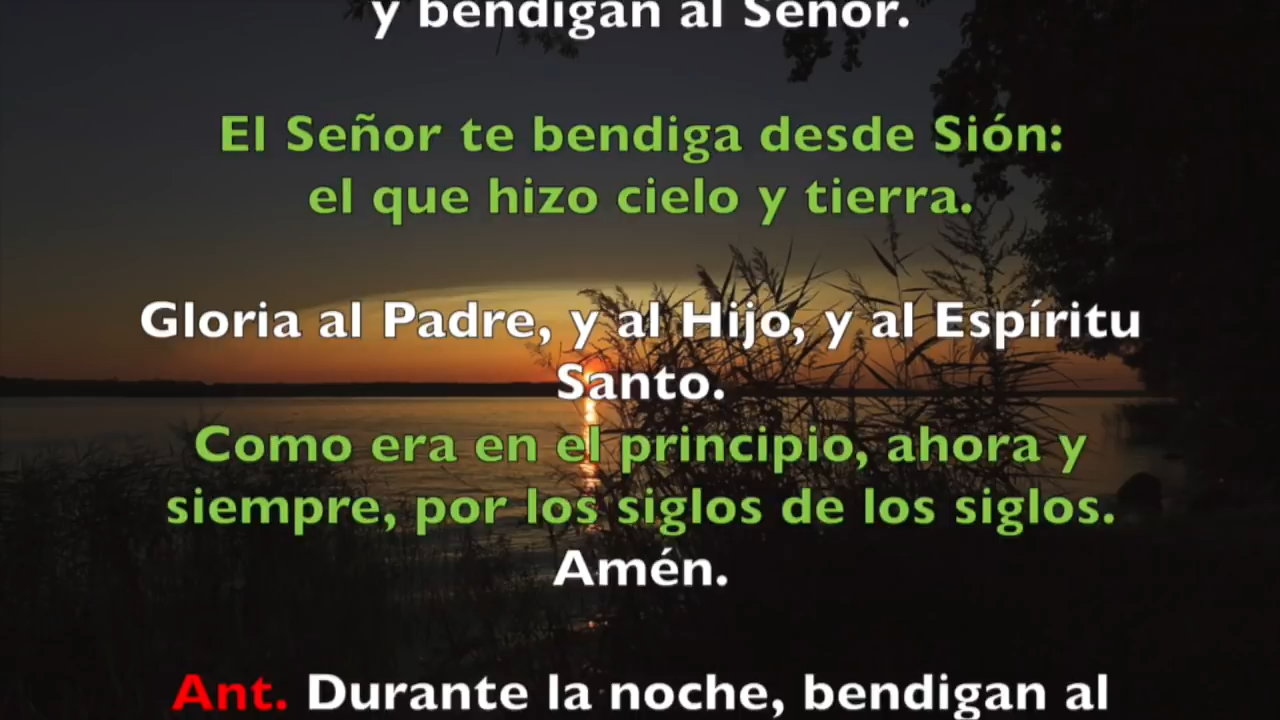 y bendigan al Señor.
El Señor te bendiga desde Sión:
el que hizo cielo y tierra.
Gloria al Padre, y al Hijo, y al Espíritu
Santo.
Como era en el principio, ahora y
siempre, por los siglos de los siglos.
Amén.
Ant. Durante la noche, bendigan al